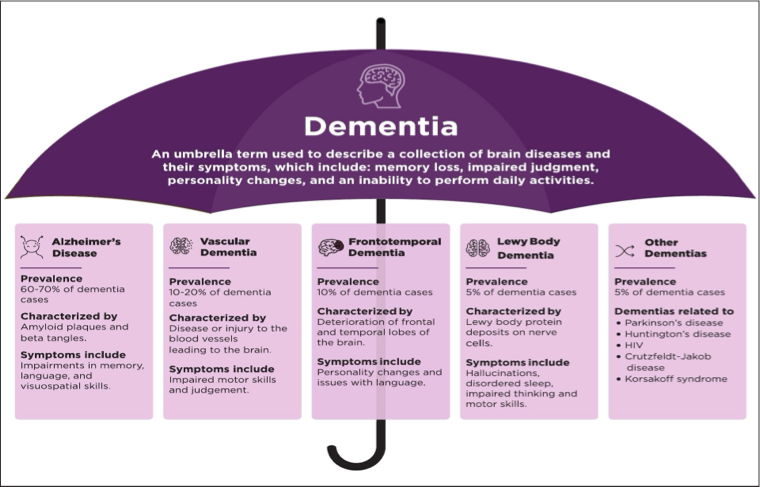 Dementia
An umbrella term used to describe a collection of brain diseases and
their symptoms, which include: memory loss, impaired judgment,
personality changes, and an inability to perform daily activities.
Alzheimer's
Disease
Prevalence
60-70% of dementia
cases
Characterized by
Amyloid plaques and
beta tangles.
Symptoms include
Impairments in memory,
language, and
visuospatial skills.
Vascular
Dementia
Prevalence
10-20% of dementia
cases
Characterized by
Disease or injury to the
blood vessels
leading to the brain.
Symptoms include
Impaired motor skills
and judgement.
Frontotemporal
Dementia
Prevalence
10% of dementia cases
Characterized by
Deterioration of frontal
and temporal lobes of
the brain.
Symptoms include
Personality changes and
issues with language.
Lewy Body
Dementia
Prevalence
5% of dementia cases
Characterized by
Lewy body protein
deposits on nerve
cells.
Symptoms include
Hallucinations,
disordered sleep,
impaired thinking and
motor skills.
Other
Dementias
Prevalence
5% of dementia cases
Dementias related to
• Parkinson's disease
• Huntington's disease
• HIV
• Crutzfeldt-Jakob
disease
• Korsakoff syndrome